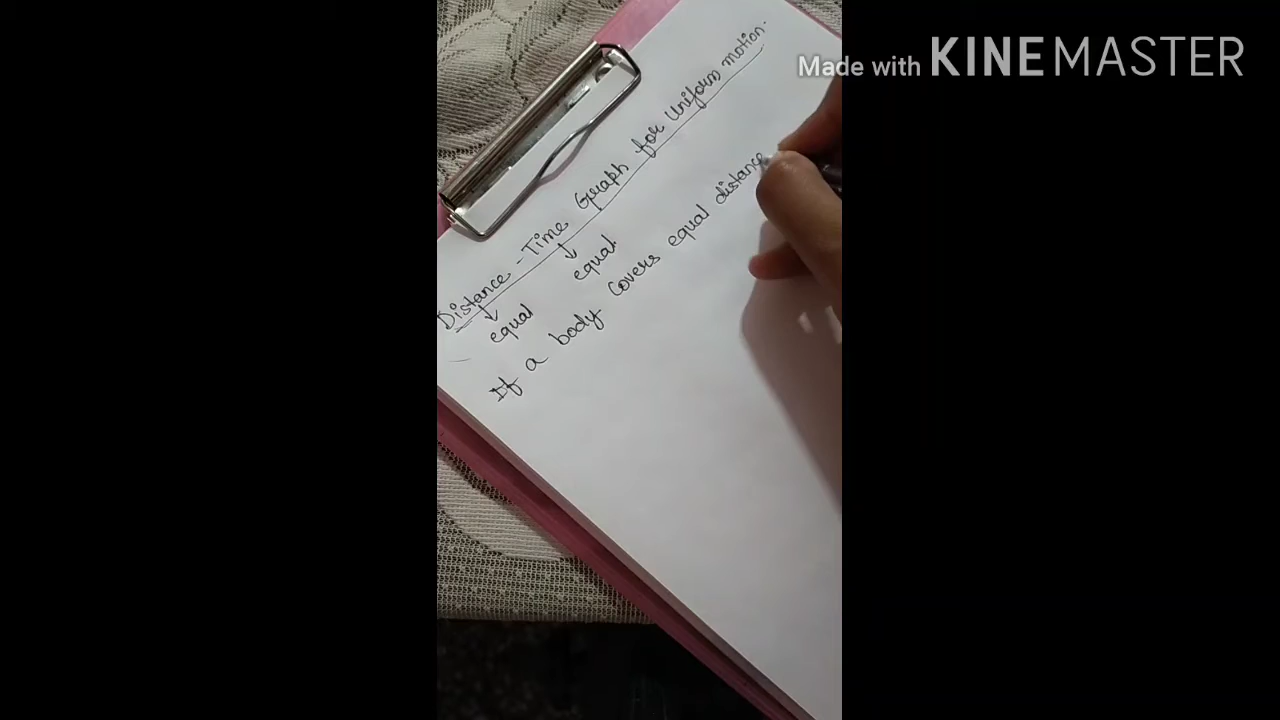 Made with KINEMASTER
Distance - Time Graph for Uniform motion.
equal equal
If a body covers equal distance